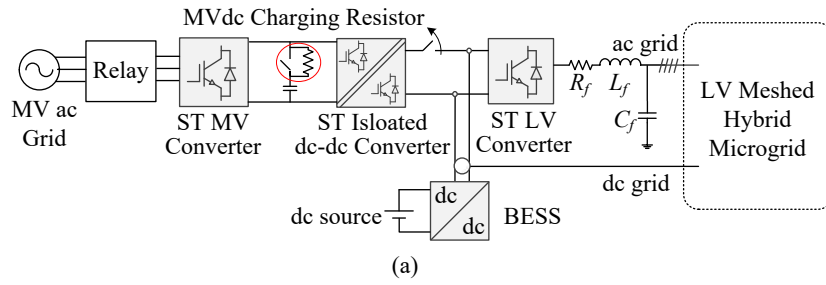 MVdc Charging Resistor
ac grid
Relay
R_f
L_f
C_f
LV Meshed
Hybrid
Microgrid
MV ac
Grid
ST MV
Converter
ST Isloated
dc-dc Converter
ST LV
Converter
dc grid
dc source
dc
dc
BESS
(a)